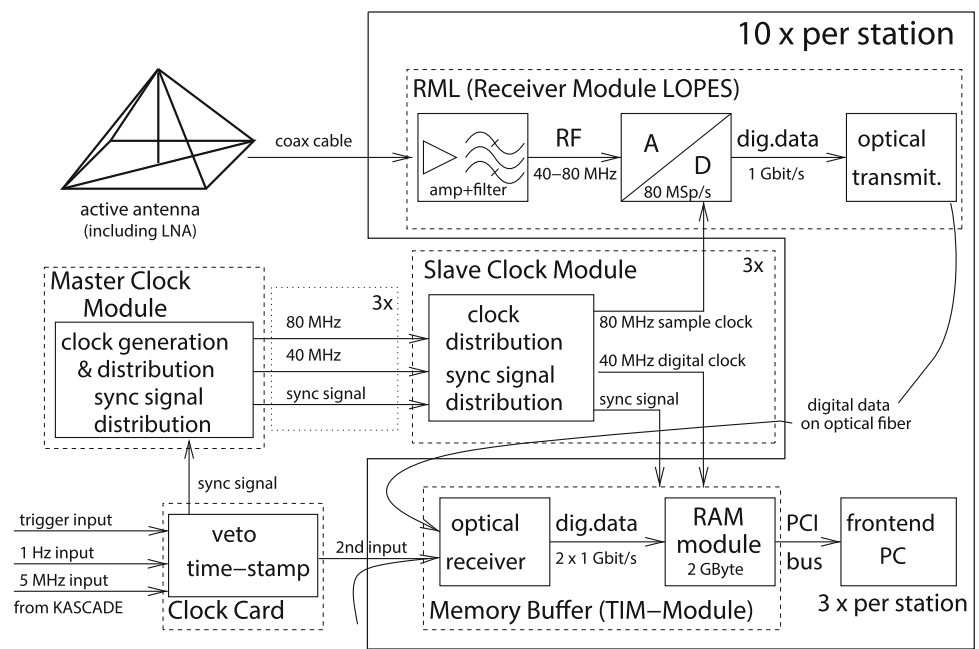 10 x per station
RML (Receiver Module LOPES)
amp+filter
RF
40−80 MHz
A
D
80 MSp/s
dig.data
1 Gbit/s
optical
transmit.
coax cable
active antenna
(including LNA)
Master Clock
Module
clock generation
& distribution
sync signal
distribution
3x
80 MHz
40 MHz
sync signal
Slave Clock Module
3x
clock
distribution
sync signal
distribution
80 MHz sample clock
40 MHz digital clock
sync signal
digital data
on optical fiber
sync signal
trigger input
1 Hz input
5 MHz input
from KASCADE
veto
time−stamp
Clock Card
2nd input
optical
receiver
dig.data
2 x 1 Gbit/s
RAM
module
2 GByte
Memory Buffer (TIM−Module)
PCI
bus
frontend
PC
3 x per station